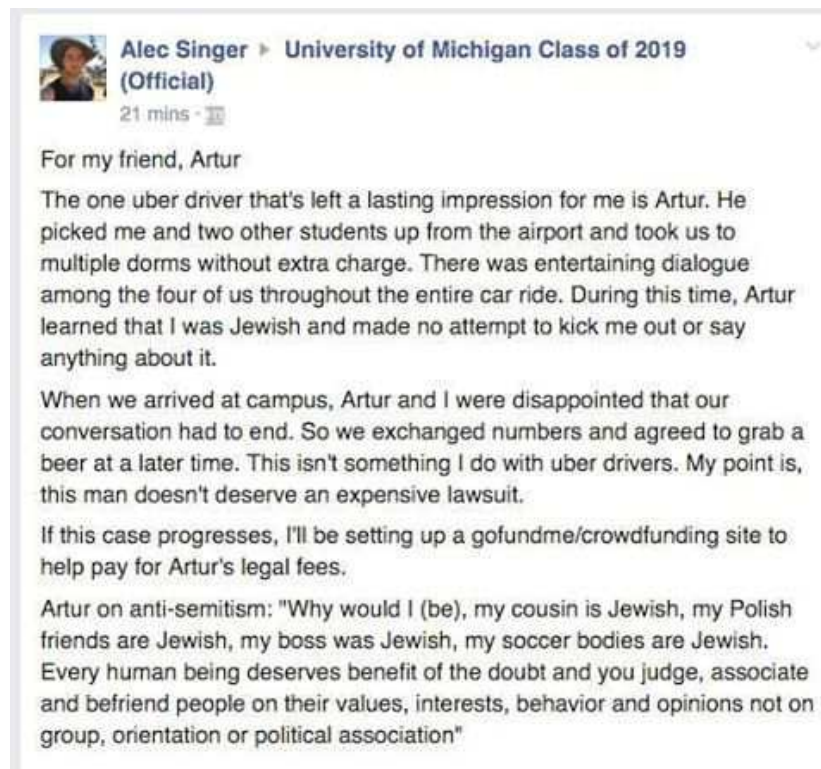 Alec Singer ▸ University of Michigan Class of 2019
(Official)
21 mins ·
For my friend, Artur
The one uber driver that's left a lasting impression for me is Artur. He
picked me and two other students up from the airport and took us to
multiple dorms without extra charge. There was entertaining dialogue
among the four of us throughout the entire car ride. During this time, Artur
learned that I was Jewish and made no attempt to kick me out or say
anything about it.
When we arrived at campus, Artur and I were disappointed that our
conversation had to end. So we exchanged numbers and agreed to grab a
beer at a later time. This isn't something I do with uber drivers. My point is,
this man doesn't deserve an expensive lawsuit.
If this case progresses, I'll be setting up a gofundme/crowdfunding site to
help pay for Artur's legal fees.
Artur on anti-semitism: "Why would I (be), my cousin is Jewish, my Polish
friends are Jewish, my boss was Jewish, my soccer bodies are Jewish.
Every human being deserves benefit of the doubt and you judge, associate
and befriend people on their values, interests, behavior and opinions not on
group, orientation or political association"